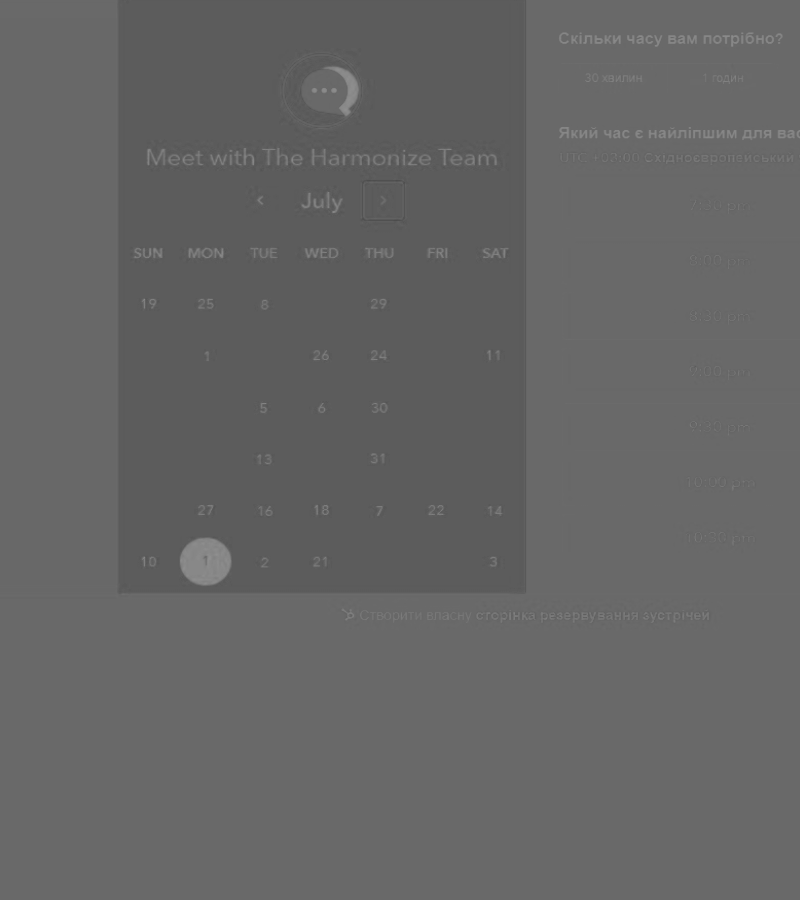 Meet with The Harmonize Team
July
SUN MON TUE WED THU FRI SAT
19 25 8 29
1 26 24 11
5 6 30
13 31
27 16 18 7 22 14
10 1 2 21 3
Скільки часу вам потрібно?
30 хвилин 1 годин
Який час є найліпшим для вас
UTC +03:00 Східноєвропейський
7:30 pm
8:00 pm
8:30 pm
9:00 pm
9:30 pm
10:00 pm
10:30 pm
Створити власну сторінка резервування зустрічей